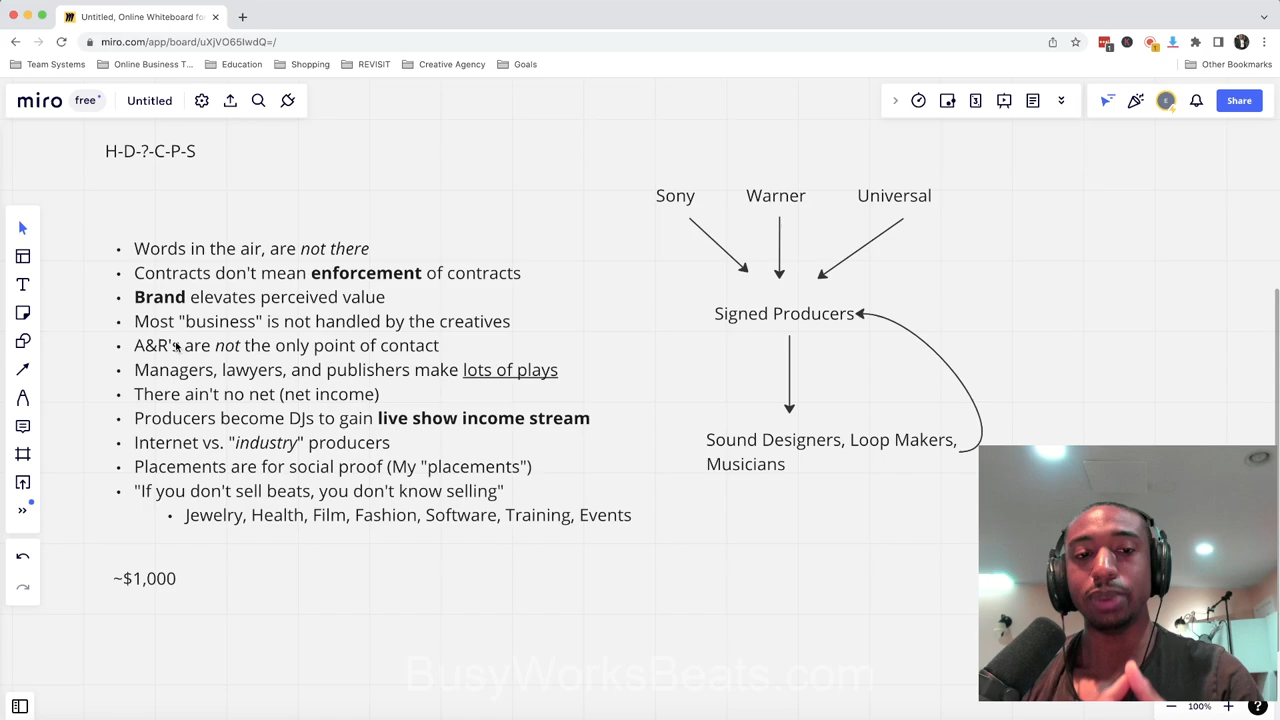 Untitled, Online Whiteboard for
miro.com/app/board/uXjVO65IwdQ=/
Team Systems
Online Business T...
Education
Shopping
REVISIT
Creative Agency
Goals
Other Bookmarks
miro
free
Untitled
3
E
Share
H-D-?-C-P-S
Sony
Warner
Universal
• Words in the air, are not there
• Contracts don't mean enforcement of contracts
• Brand elevates perceived value
• Most "business" is not handled by the creatives
• A&R's are not the only point of contact
• Managers, lawyers, and publishers make lots of plays
• There ain't no net (net income)
• Producers become DJs to gain live show income stream
• Internet vs. "industry" producers
• Placements are for social proof (My "placements")
• "If you don't sell beats, you don't know selling"
• Jewelry, Health, Film, Fashion, Software, Training, Events
~$1,000
Signed Producers
Sound Designers, Loop Makers,
Musicians
BusyWorksBeats.com
100%
?